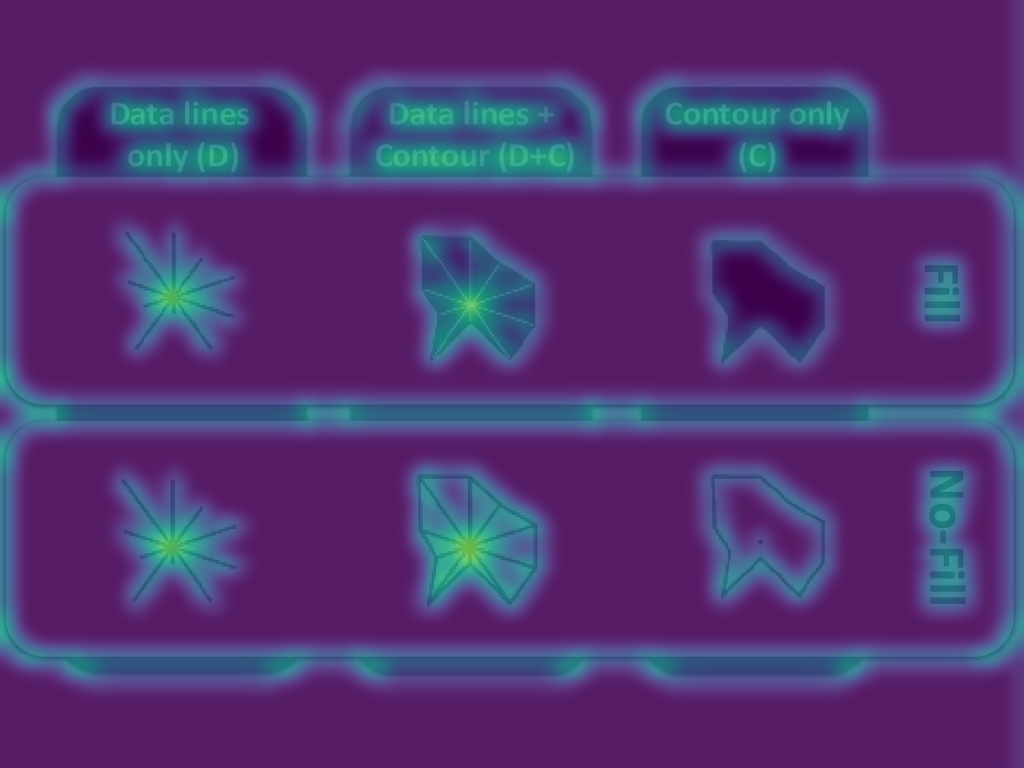 Data lines
only (D)
Data lines +
Contour (D+C)
Contour only
(C)
Fill
No-Fill